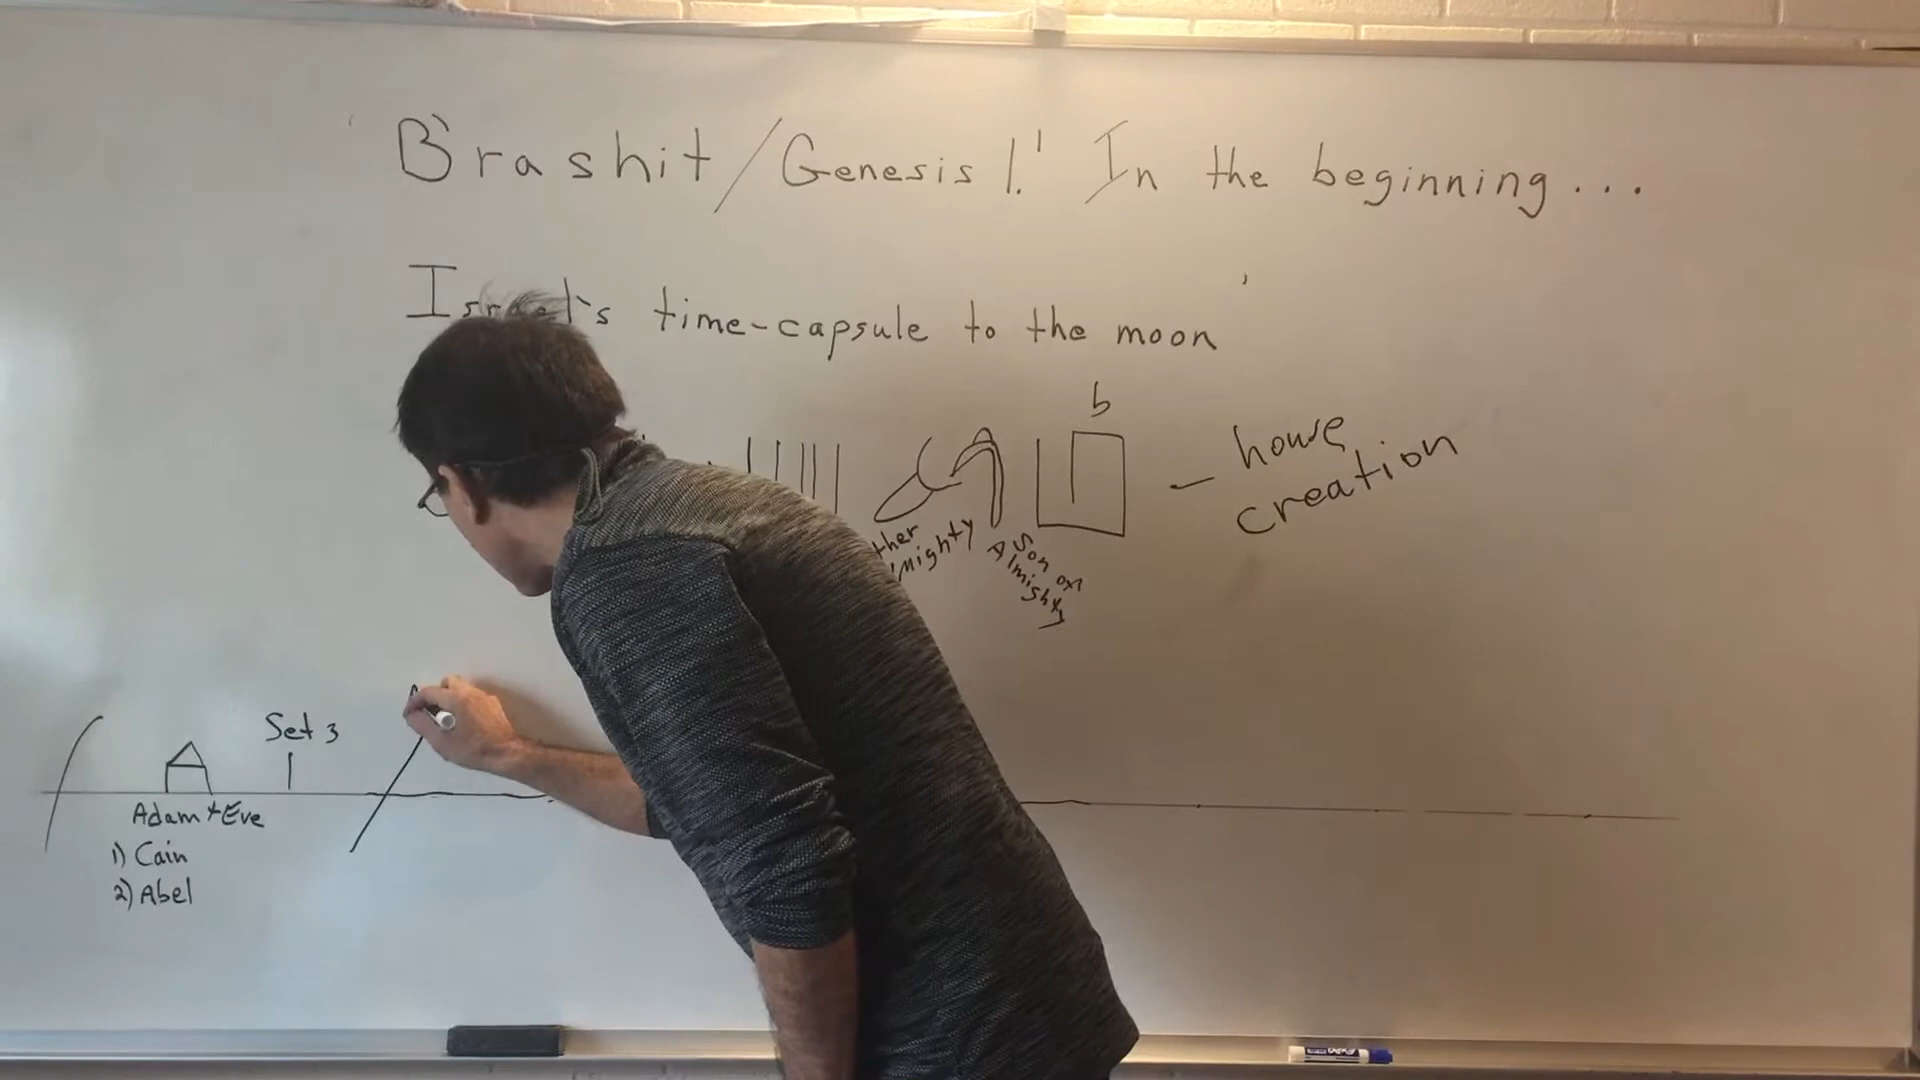 B'rashit/Genesis 1:1 In the beginning...
Israel's time-capsule to the moon
b
house
creation
Almighty
Son of
Almighty
Set 3
Adam + Eve
1) Cain
2) Abel